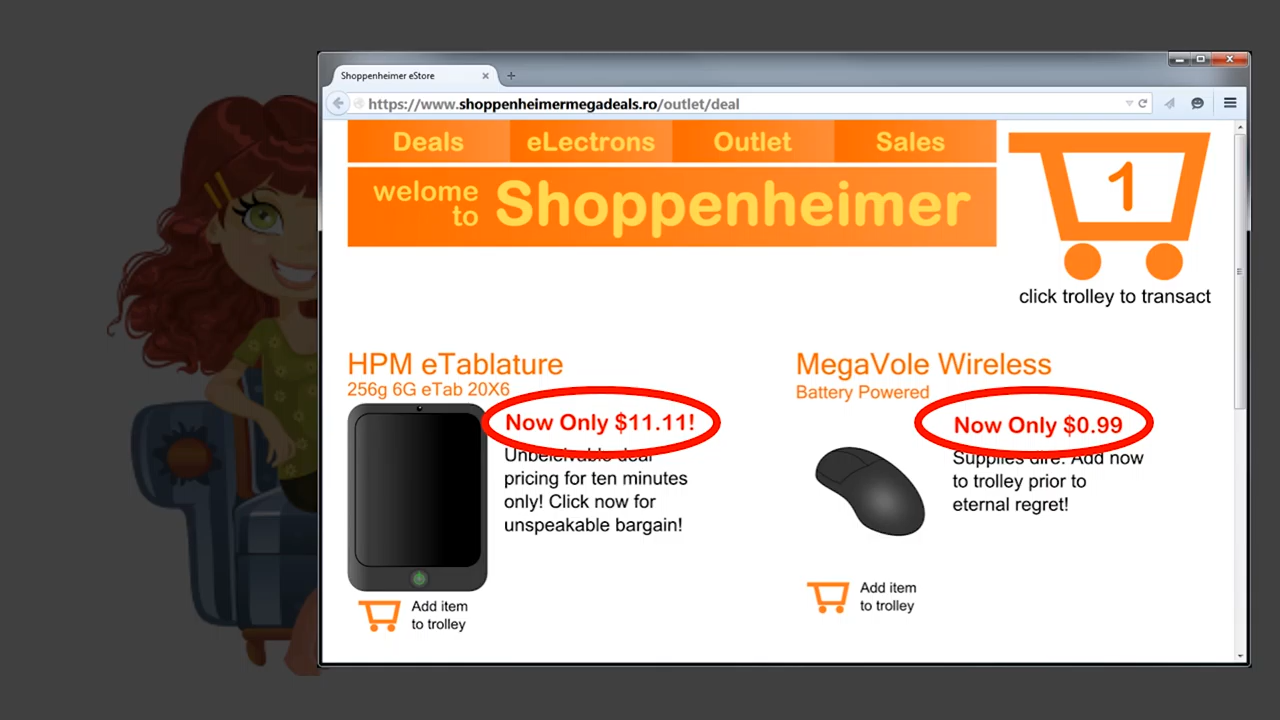 Shoppenheimer eStore
https://www.shoppenheimermegadeals.ro/outlet/deal
Deals eLectrons Outlet Sales
welome
to Shoppenheimer
1
click trolley to transact
HPM eTablature
256g 6G eTab 20X6
Now Only $11.11!
Unbeleivable deal
pricing for ten minutes
only! Click now for
unspeakable bargain!
Add item
to trolley
MegaVole Wireless
Battery Powered
Now Only $0.99
Supplies dire. Add now
to trolley prior to
eternal regret!
Add item
to trolley